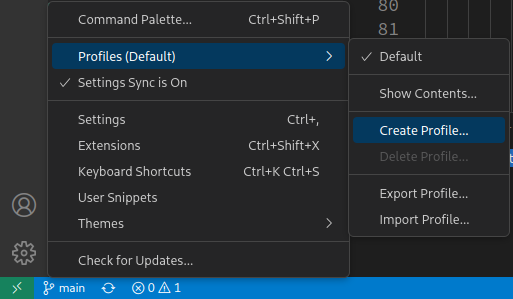 80
81
Command Palette... Ctrl+Shift+P
Profiles (Default)
Settings Sync is On
Settings Ctrl+,
Extensions Ctrl+Shift+X
Keyboard Shortcuts Ctrl+K Ctrl+S
User Snippets
Themes
Check for Updates...
Default
Show Contents...
Create Profile...
Delete Profile...
Export Profile...
Import Profile...
main 0 1